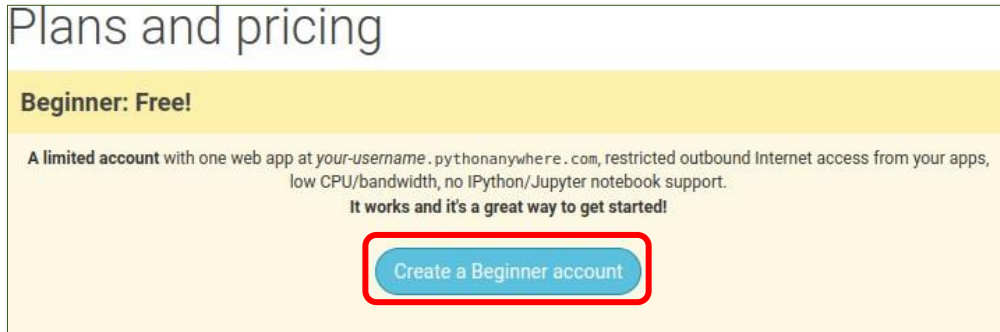 Plans and pricing
Beginner: Free!
A limited account with one web app at your-username.pythonanywhere.com, restricted outbound Internet access from your apps,
low CPU/bandwidth, no IPython/Jupyter notebook support.
It works and it's a great way to get started!
Create a Beginner account